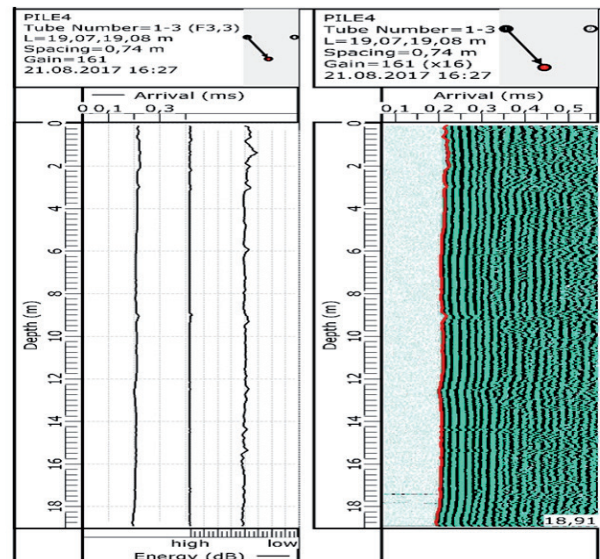 PILE4
Tube Number=1-3 (F3,3)
L=19,07,19,08 m
Spacing=0,74 m
Gain=161
21.08.2017 16:27
Arrival (ms)
0 0,1 0,3
0
2
4
6
8
10
12
14
16
18
Depth (m)
high low
Energy (dB)
PILE4
Tube Number=1-3
L=19,07,19,08 m
Spacing=0,74 m
Gain=161 (x16)
21.08.2017 16:27
Arrival (ms)
0,1 0,2 0,3 0,4 0,5
0
2
4
6
8
10
12
14
16
18
Depth (m)
18,91